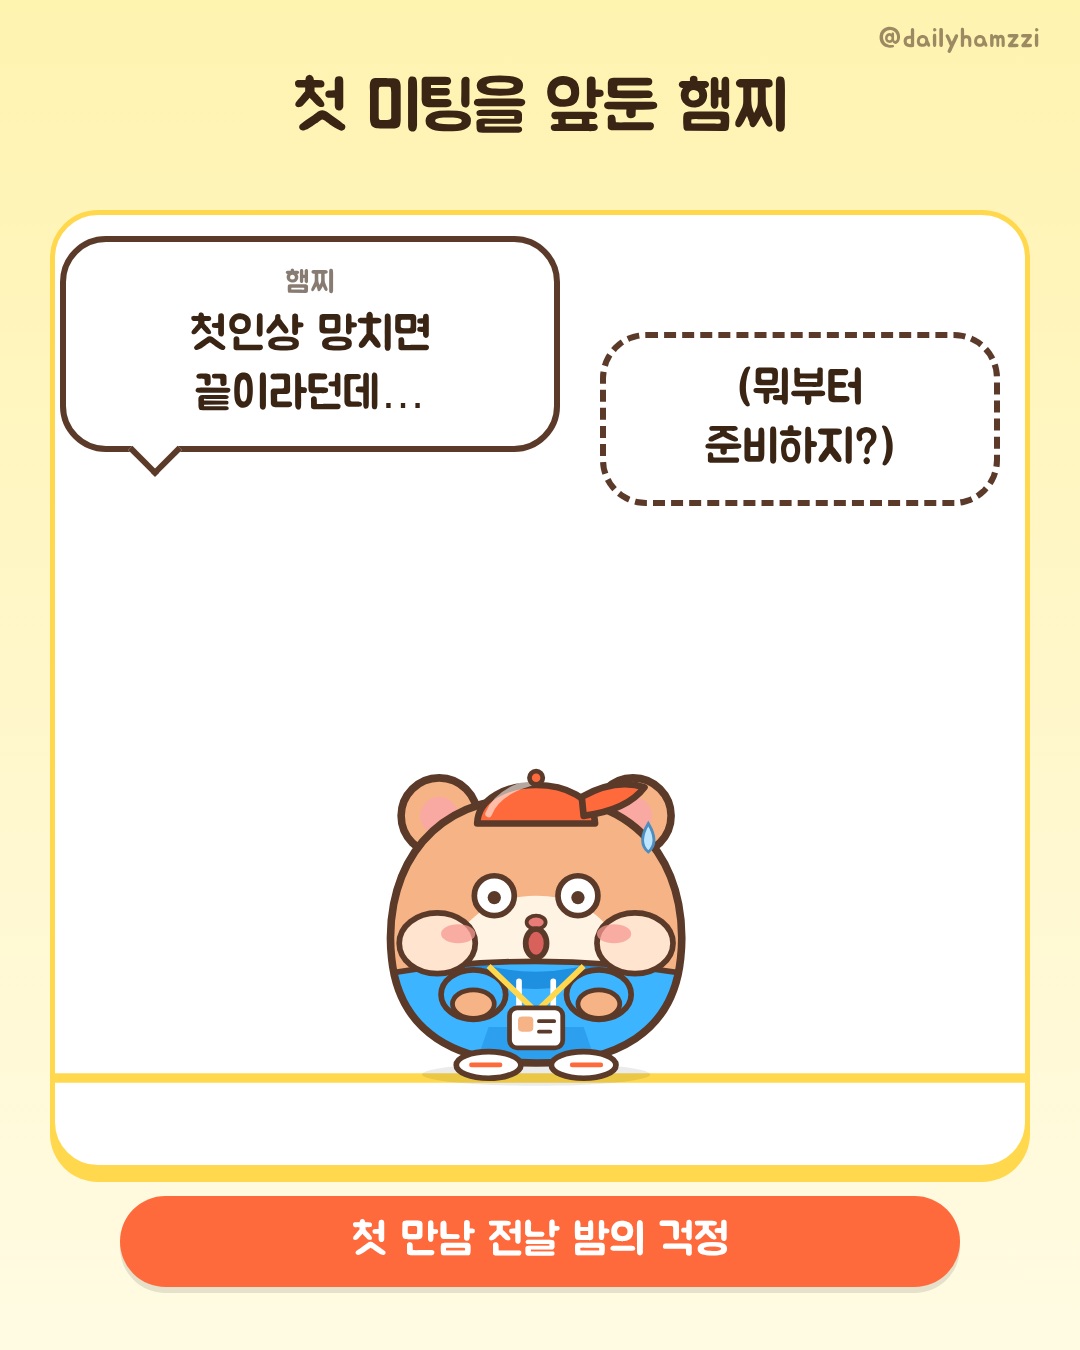 @dailyhamzzi
첫 미팅을 앞둔 햄찌
햄찌
첫인상 망치면
끝이라던데...
(뭐부터
준비하지?)
첫 만남 전날 밤의 걱정